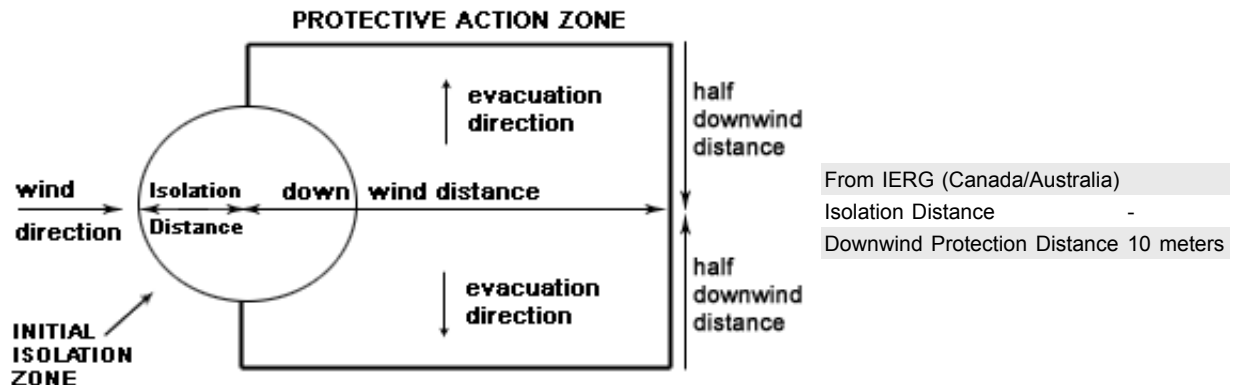 PROTECTIVE ACTION ZONE
evacuation
direction
half
downwind
distance
wind
direction
Isolation
Distance
down wind distance
evacuation
direction
half
downwind
distance
INITIAL
ISOLATION
ZONE
From IERG (Canada/Australia)
Isolation Distance -
Downwind Protection Distance 10 meters